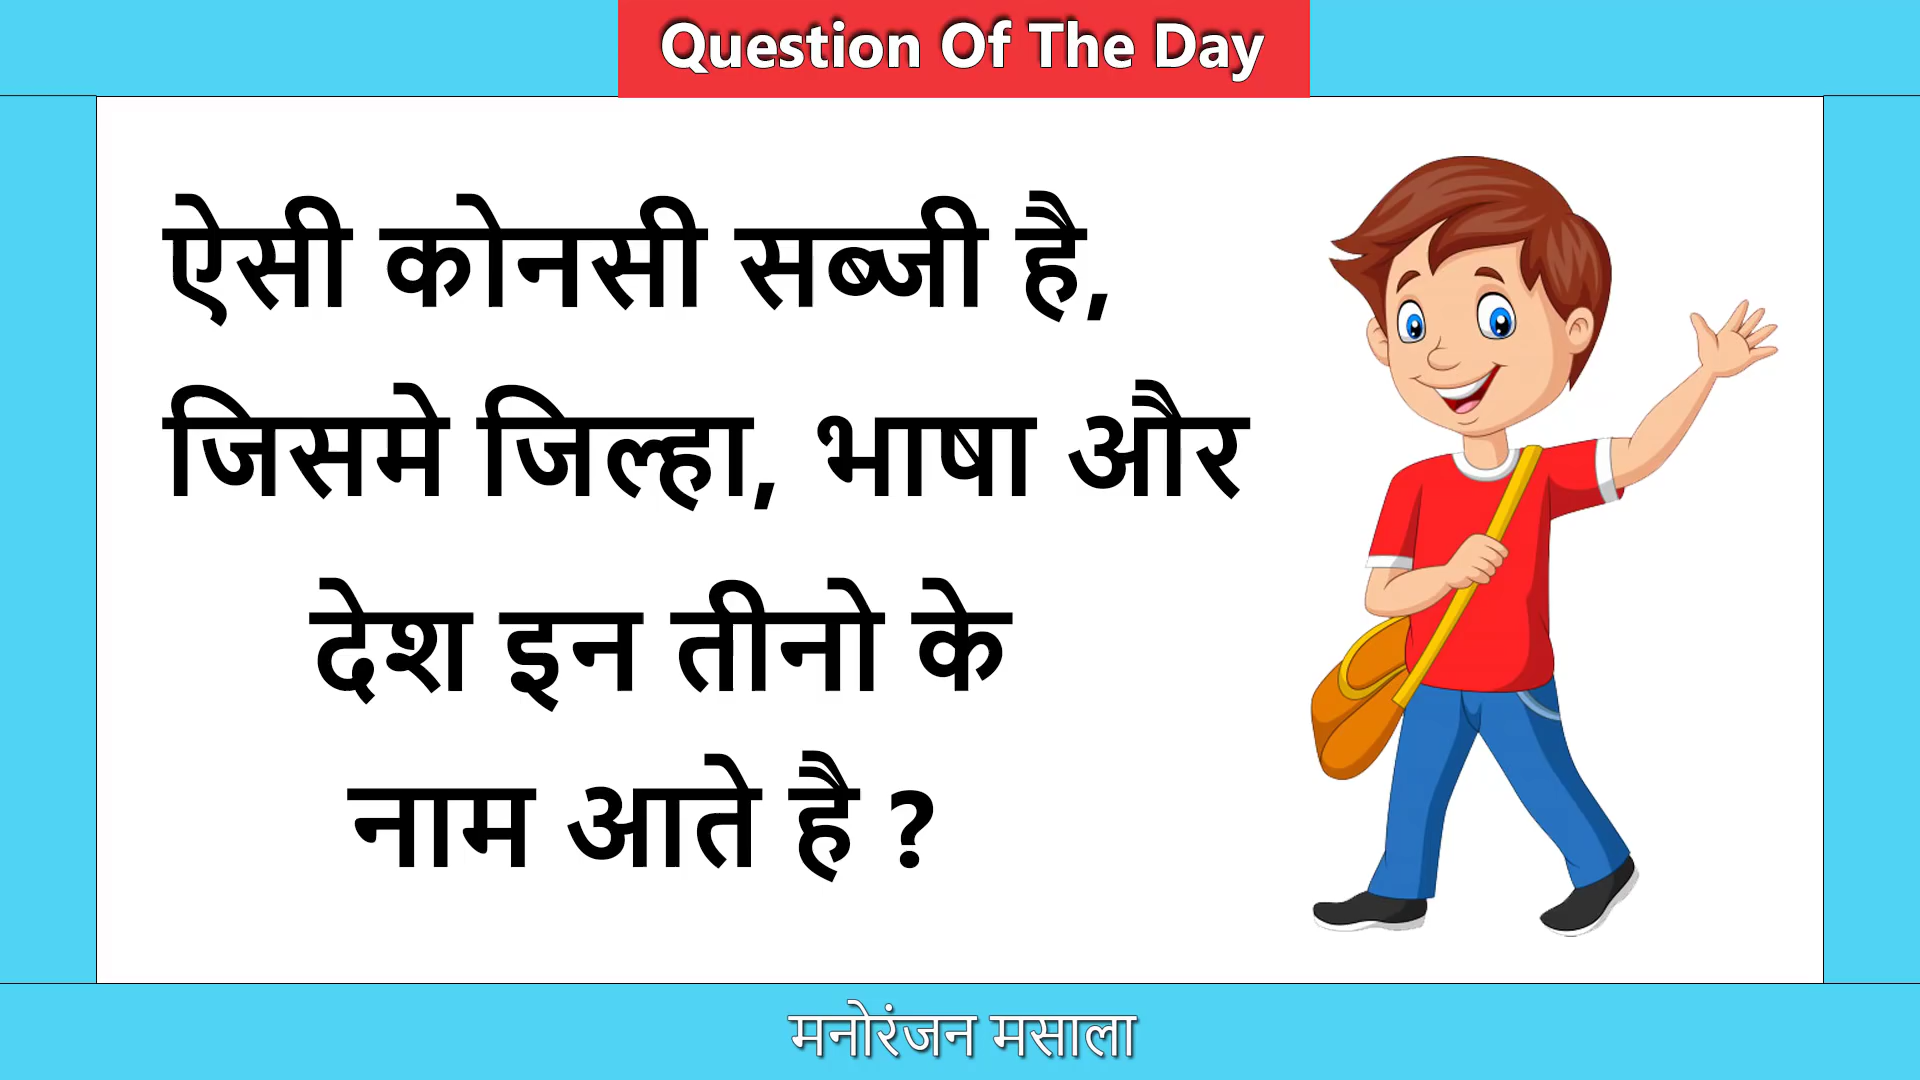 Question Of The Day
ऐसी कोनसी सब्जी है,
जिसमे जिल्हा, भाषा और
देश इन तीनो के
नाम आते है ?
मनोरंजन मसाला